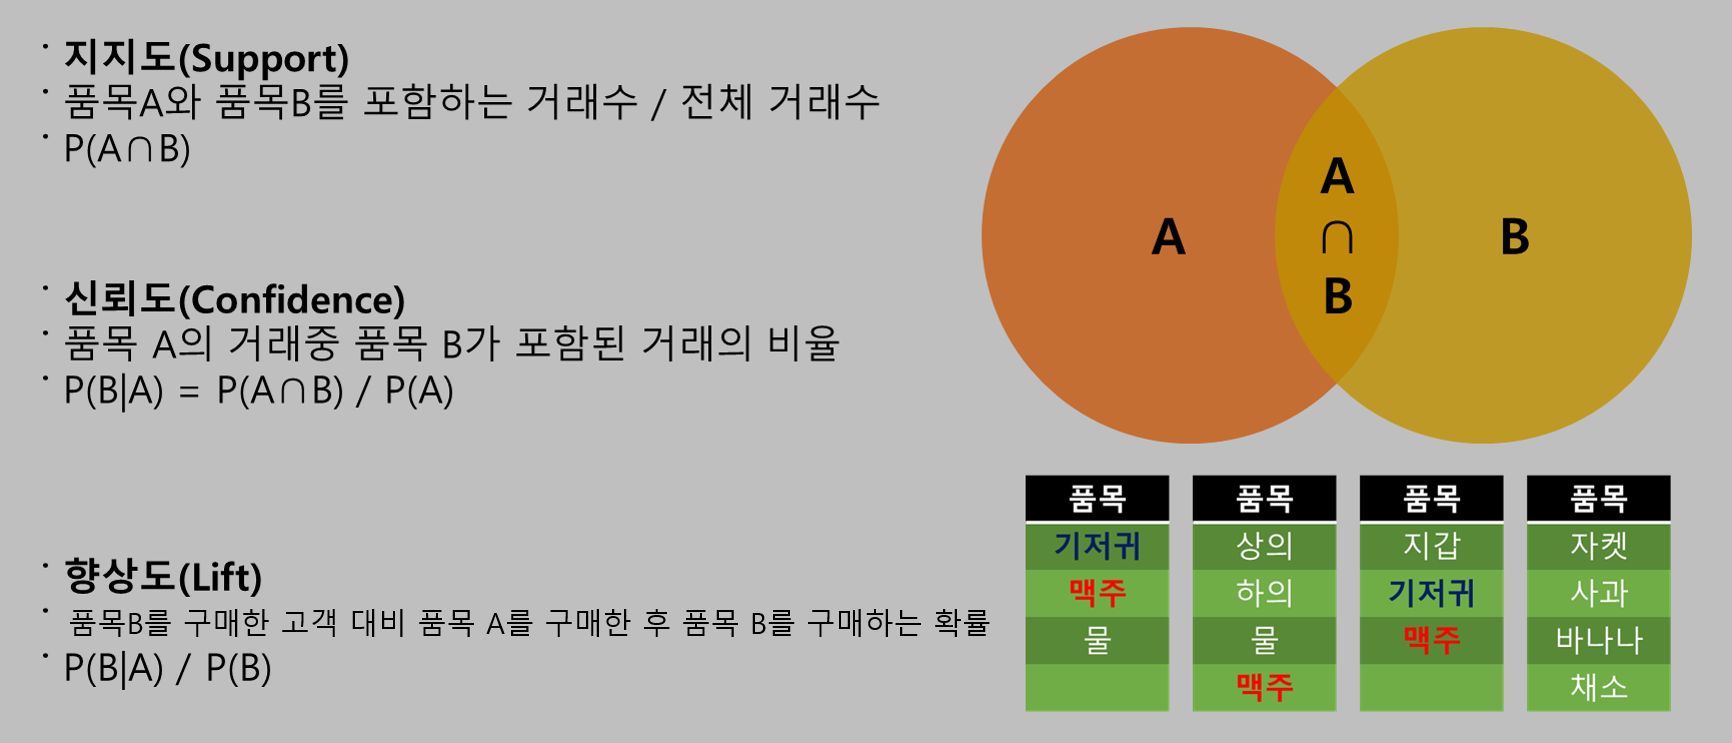 · 지지도(Support)
· 품목A와 품목B를 포함하는 거래수 / 전체 거래수
· P(A∩B)
· 신뢰도(Confidence)
· 품목 A의 거래중 품목 B가 포함된 거래의 비율
· P(B|A) = P(A∩B) / P(A)
· 향상도(Lift)
· 품목B를 구매한 고객 대비 품목 A를 구매한 후 품목 B를 구매하는 확률
· P(B|A) / P(B)
A
A
∩
B
B
품목
기저귀
맥주
물
품목
상의
하의
물
맥주
품목
지갑
기저귀
맥주
품목
자켓
사과
바나나
채소